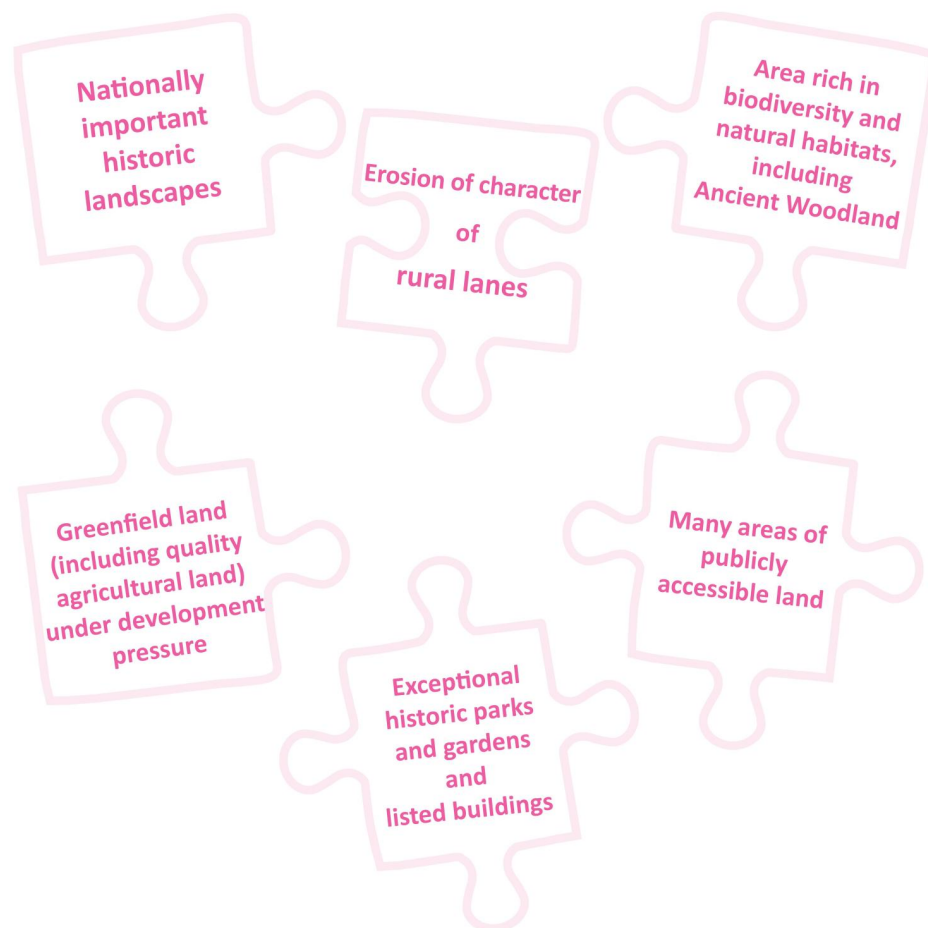 Nationally
important
historic
landscapes
Erosion of character
of
rural lanes
Area rich in
biodiversity and
natural habitats,
including
Ancient Woodland
Greenfield land
(including quality
agricultural land)
under development
pressure
Exceptional
historic parks
and gardens
and
listed buildings
Many areas of
publicly
accessible land